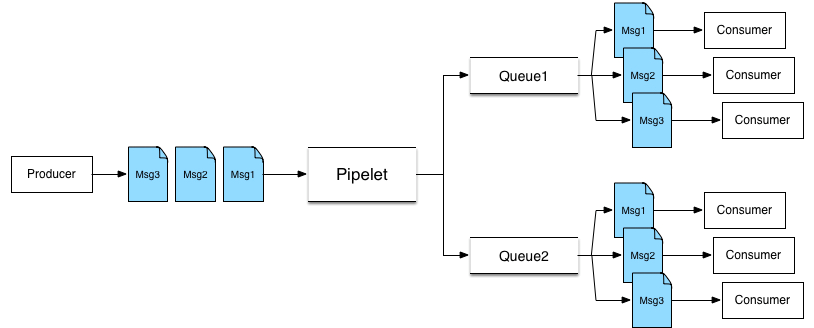 Msg1
Consumer
Msg2
Consumer
Queue1
Msg3
Consumer
Producer
Msg3
Msg2
Msg1
Pipelet
Msg1
Consumer
Queue2
Msg2
Consumer
Msg3
Consumer